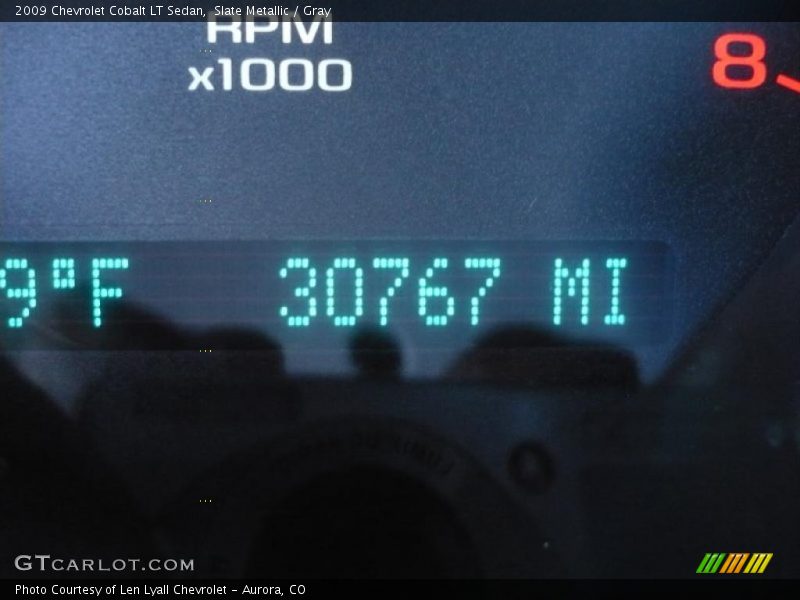 2009 Chevrolet Cobalt LT Sedan, Slate Metallic / Gray
RPM
x1000
8
9°F 30767 MI
GTCARLOT.COM
Photo Courtesy of Len Lyall Chevrolet - Aurora, CO